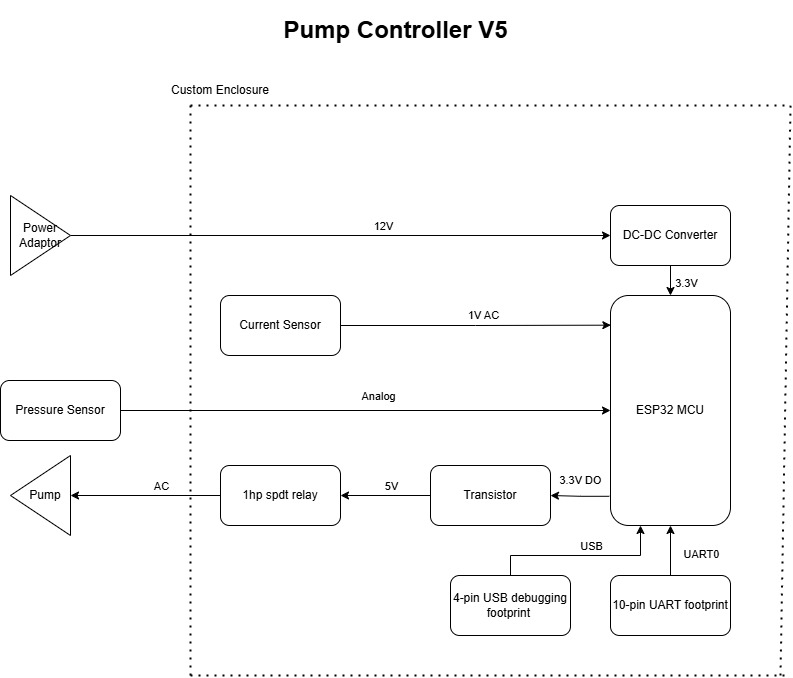 Pump Controller V5
Custom Enclosure
Power
Adaptor
12V
DC-DC Converter
3.3V
Current Sensor
1V AC
Pressure Sensor
Analog
ESP32 MCU
Pump
AC
1hp spdt relay
5V
Transistor
3.3V DO
USB
UART0
4-pin USB debugging
footprint
10-pin UART footprint